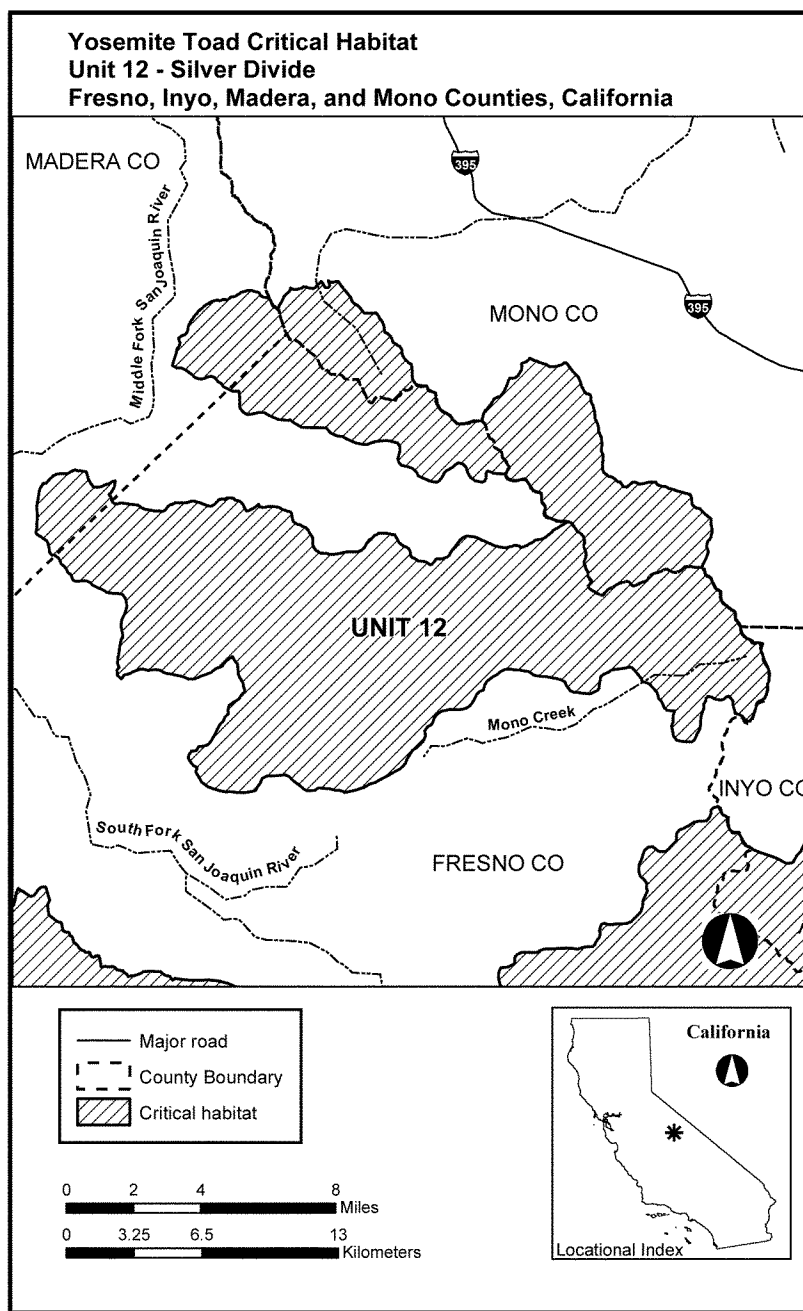 Yosemite Toad Critical Habitat
Unit 12 - Silver Divide
Fresno, Inyo, Madera, and Mono Counties, California
MADERA CO
395
Middle Fork San Joaquin River
MONO CO
395
UNIT 12
Mono Creek
INYO CO
South Fork San Joaquin River
FRESNO CO
Major road
County Boundary
Critical habitat
California
0 2 4 8
Miles
0 3.25 6.5 13
Kilometers
Locational Index